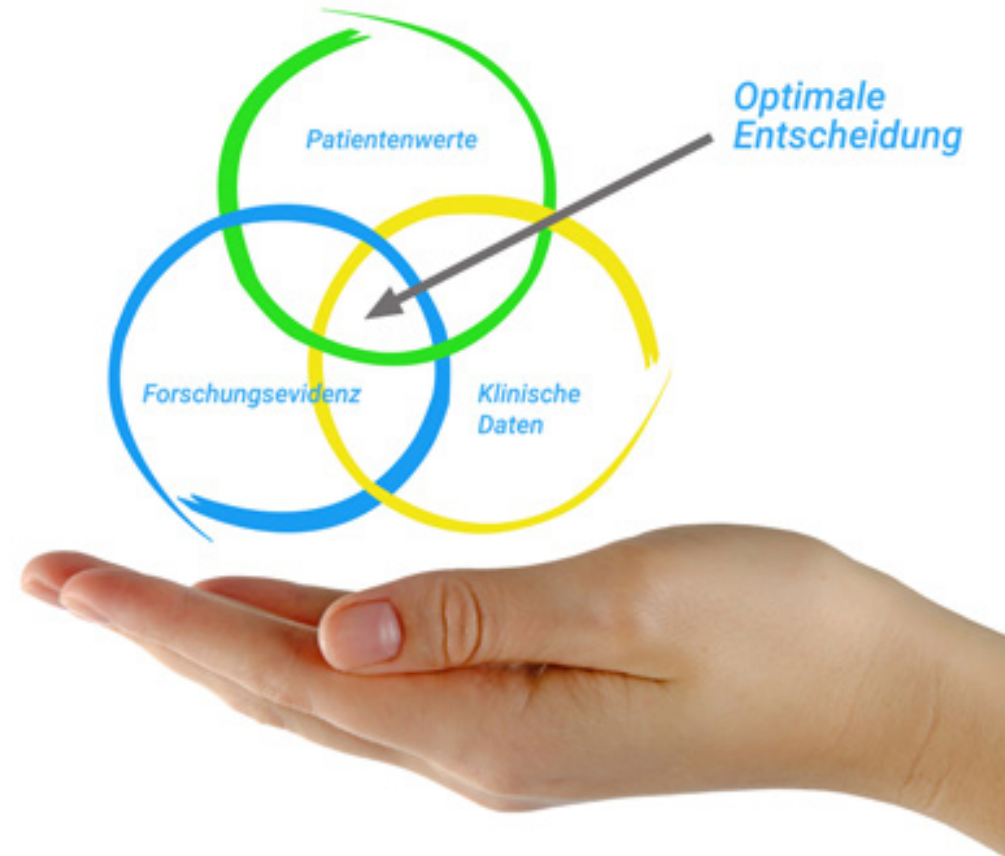 Optimale
Entscheidung
Patientenwerte
Forschungsevidenz
Klinische
Daten